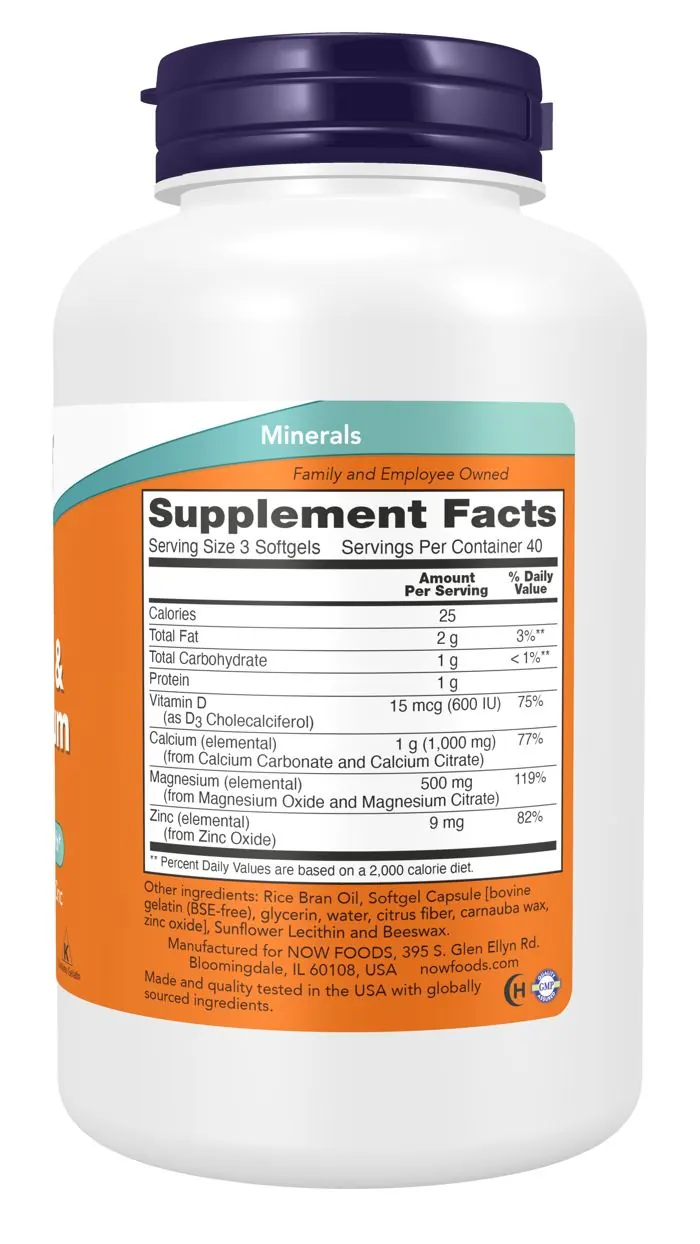 Minerals
Family and Employee Owned
Supplement Facts
Serving Size 3 Softgels Servings Per Container 40
Amount Per Serving % Daily Value
Calories 25
Total Fat 2 g 3%**
Total Carbohydrate 1 g < 1%**
Protein 1 g
Vitamin D 15 mcg (600 IU) 75%
(as D3 Cholecalciferol)
Calcium (elemental) 1 g (1,000 mg) 77%
(from Calcium Carbonate and Calcium Citrate)
Magnesium (elemental) 500 mg 119%
(from Magnesium Oxide and Magnesium Citrate)
Zinc (elemental) 9 mg 82%
(from Zinc Oxide)
** Percent Daily Values are based on a 2,000 calorie diet.
&
Other ingredients: Rice Bran Oil, Softgel Capsule [bovine
gelatin (BSE-free), glycerin, water, citrus fiber, carnauba wax,
zinc oxide], Sunflower Lecithin and Beeswax.
Manufactured for NOW FOODS, 395 S. Glen Ellyn Rd.
Bloomingdale, IL 60108, USA nowfoods.com
Made and quality tested in the USA with globally
sourced ingredients.
H
QUALITY
GMP
ASSURED
K